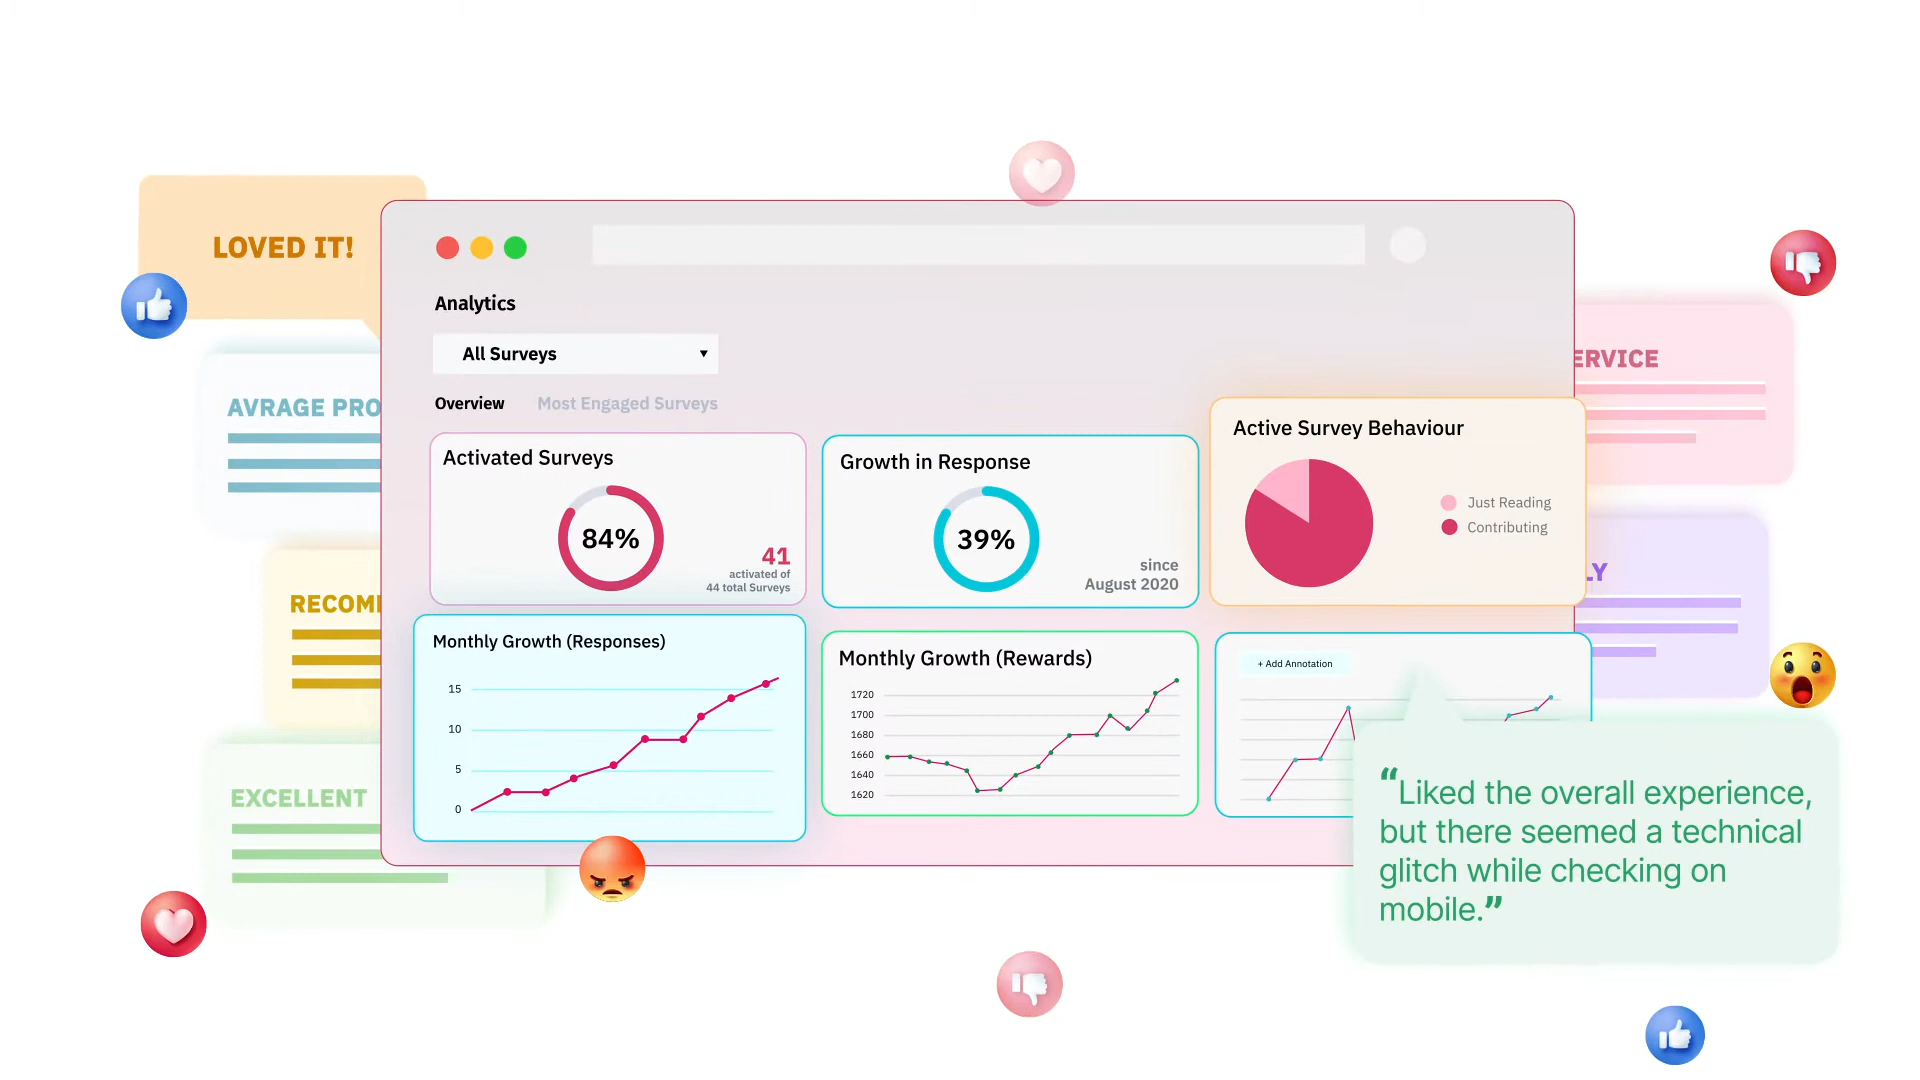 LOVED IT!
AVRAGE PRO
EXCELLENT
Analytics
All Surveys
Overview
Most Engaged Surveys
Activated Surveys
84%
41
activated of
44 total Surveys
Growth in Response
39%
since
August 2020
Active Survey Behaviour
Just Reading
Contributing
Monthly Growth (Responses)
15
10
5
0
Monthly Growth (Rewards)
1720
1700
1680
1660
1640
1620
+ Add Annotation
“Liked the overall experience,
but there seemed a technical
glitch while checking on
mobile.”